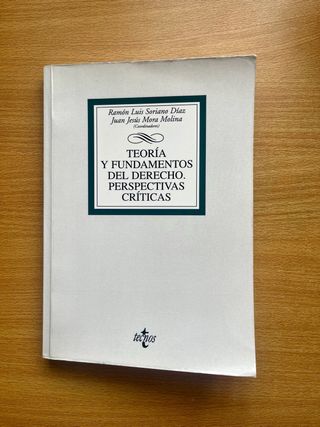 Ramón Luis Soriano Díaz
Juan Jesús Mora Molina
(Coordinadores)
TEORÍA
Y FUNDAMENTOS
DEL DERECHO.
PERSPECTIVAS
CRÍTICAS
tecnos